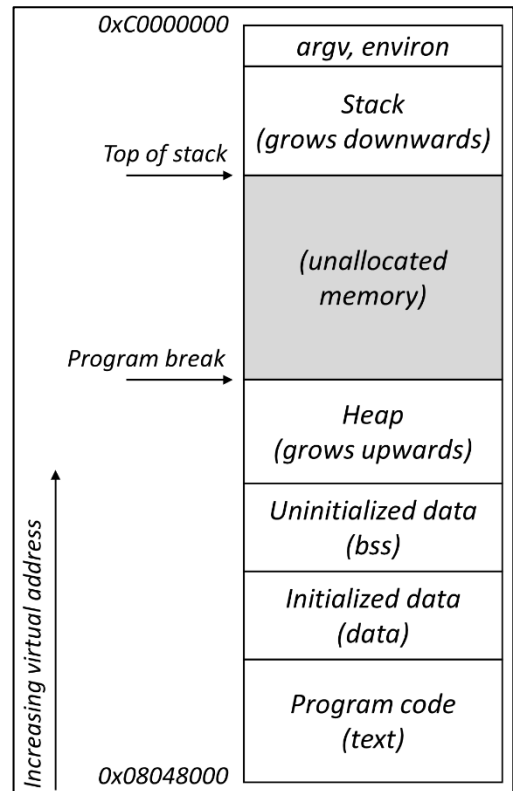 0xC0000000
argv, environ
Stack
(grows downwards)
Top of stack
(unallocated
memory)
Program break
Heap
(grows upwards)
Uninitialized data
(bss)
Initialized data
(data)
Program code
(text)
0x08048000
Increasing virtual address